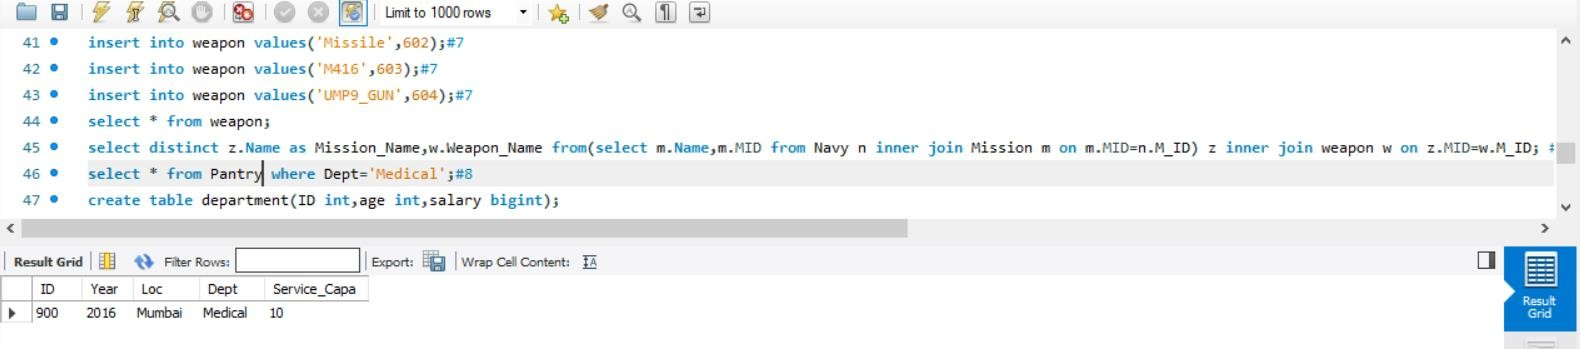 Limit to 1000 rows
41 insert into weapon values('Missile',602);#7
42 insert into weapon values('M416',603);#7
43 insert into weapon values('UMP9_GUN',604);#7
44 select * from weapon;
45 select distinct z.Name as Mission_Name,w.Weapon_Name from(select m.Name,m.MID from Navy n inner join Mission m on m.MID=n.M_ID) z inner join weapon w on z.MID=w.M_ID; #
46 select * from Pantry where Dept='Medical';#8
47 create table department(ID int,age int,salary bigint);
Result Grid Filter Rows: Export: Wrap Cell Content: IA
ID Year Loc Dept Service_Capa
900 2016 Mumbai Medical 10
Result
Grid